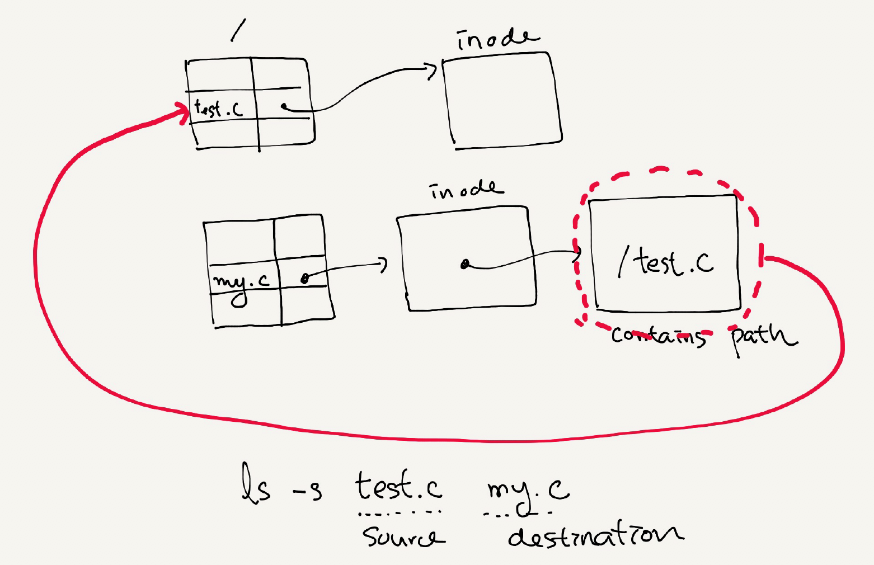 /
inode
test.c
inode
my.c
/test.c
contains path
ls -s test.c my.c
source destination